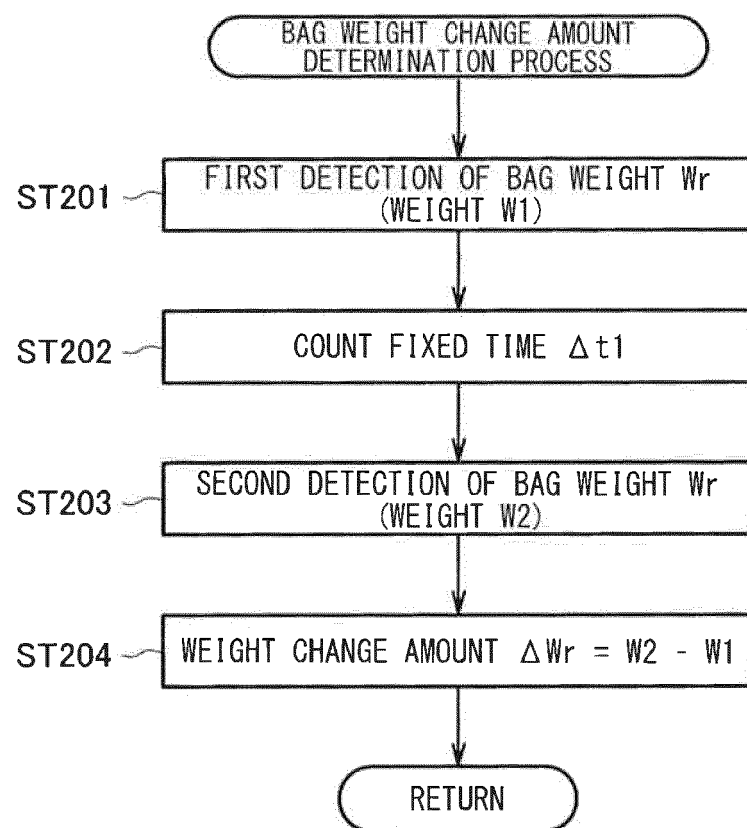 BAG WEIGHT CHANGE AMOUNT
DETERMINATION PROCESS
ST201
FIRST DETECTION OF BAG WEIGHT Wr
(WEIGHT W1)
ST202
COUNT FIXED TIME Δt1
ST203
SECOND DETECTION OF BAG WEIGHT Wr
(WEIGHT W2)
ST204
WEIGHT CHANGE AMOUNT ΔWr = W2 - W1
RETURN